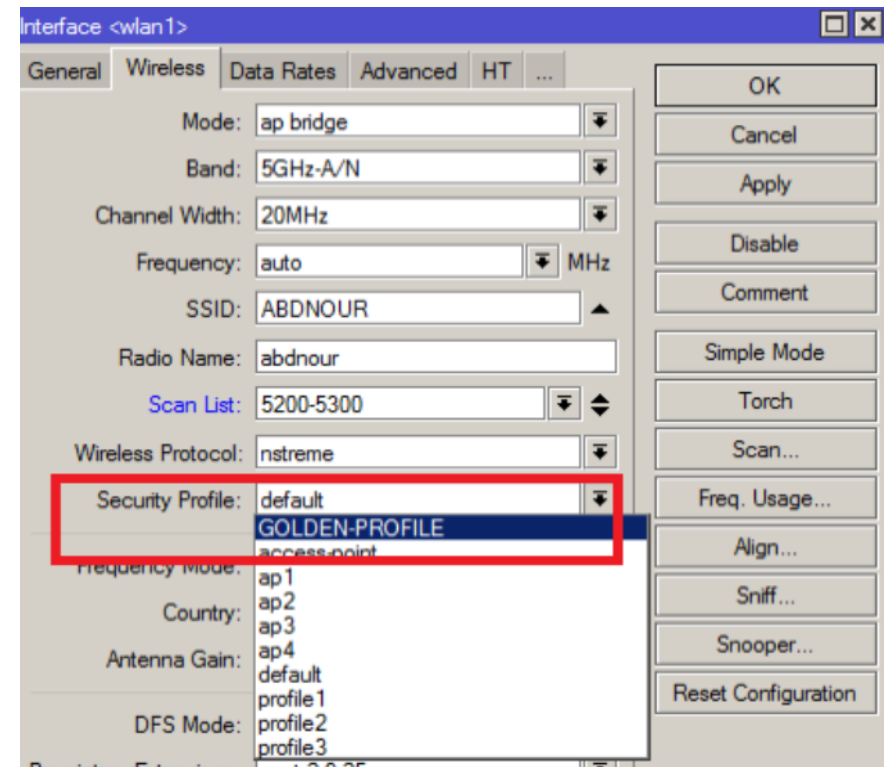 Interface <wlan1>
General Wireless Data Rates Advanced HT ...
Mode: ap bridge
Band: 5GHz-A/N
Channel Width: 20MHz
Frequency: auto MHz
SSID: ABDNOUR
Radio Name: abdnour
Scan List: 5200-5300
Wireless Protocol: nstreme
Security Profile: default
GOLDEN-PROFILE
access-point
Frequency Mode:
ap1
ap2
Country:
ap3
ap4
Antenna Gain:
default
profile1
DFS Mode:
profile2
profile3
OK
Cancel
Apply
Disable
Comment
Simple Mode
Torch
Scan...
Freq. Usage...
Align...
Sniff...
Snooper...
Reset Configuration